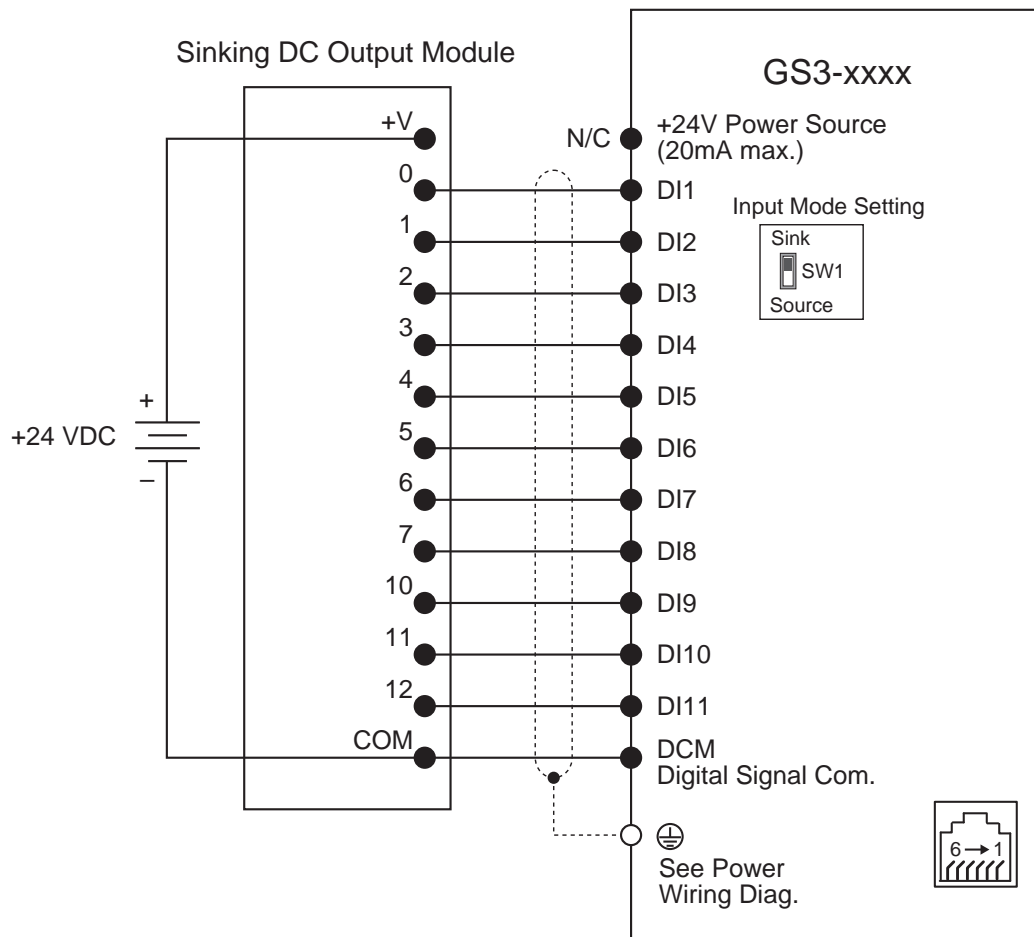 Sinking DC Output Module
GS3-xxxx
+V
N/C
+24V Power Source
(20mA max.)
0
DI1
Input Mode Setting
1
DI2
Sink
SW1
Source
2
DI3
3
DI4
4
DI5
+
+24 VDC
–
5
DI6
6
DI7
7
DI8
10
DI9
11
DI10
12
DI11
COM
DCM
Digital Signal Com.
6→1
See Power
Wiring Diag.